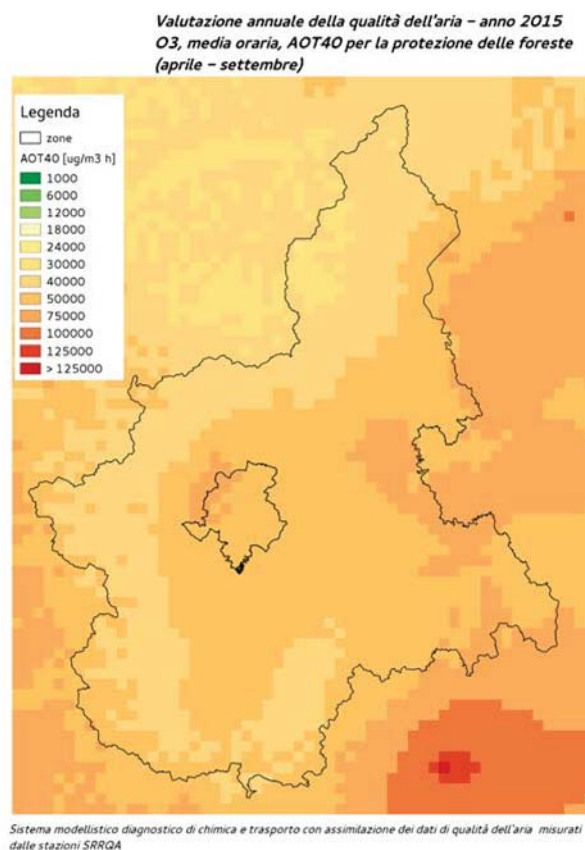 Valutazione annuale della qualità dell'aria – anno 2015
O3, media oraria, AOT40 per la protezione delle foreste
(aprile – settembre)
Legenda
zone
AOT40 [ug/m3 h]
1000
6000
12000
18000
24000
30000
40000
50000
75000
100000
125000
> 125000
Sistema modellistico diagnostico di chimica e trasporto con assimilazione dei dati di qualità dell'aria misurati
dalle stazioni SRRQA